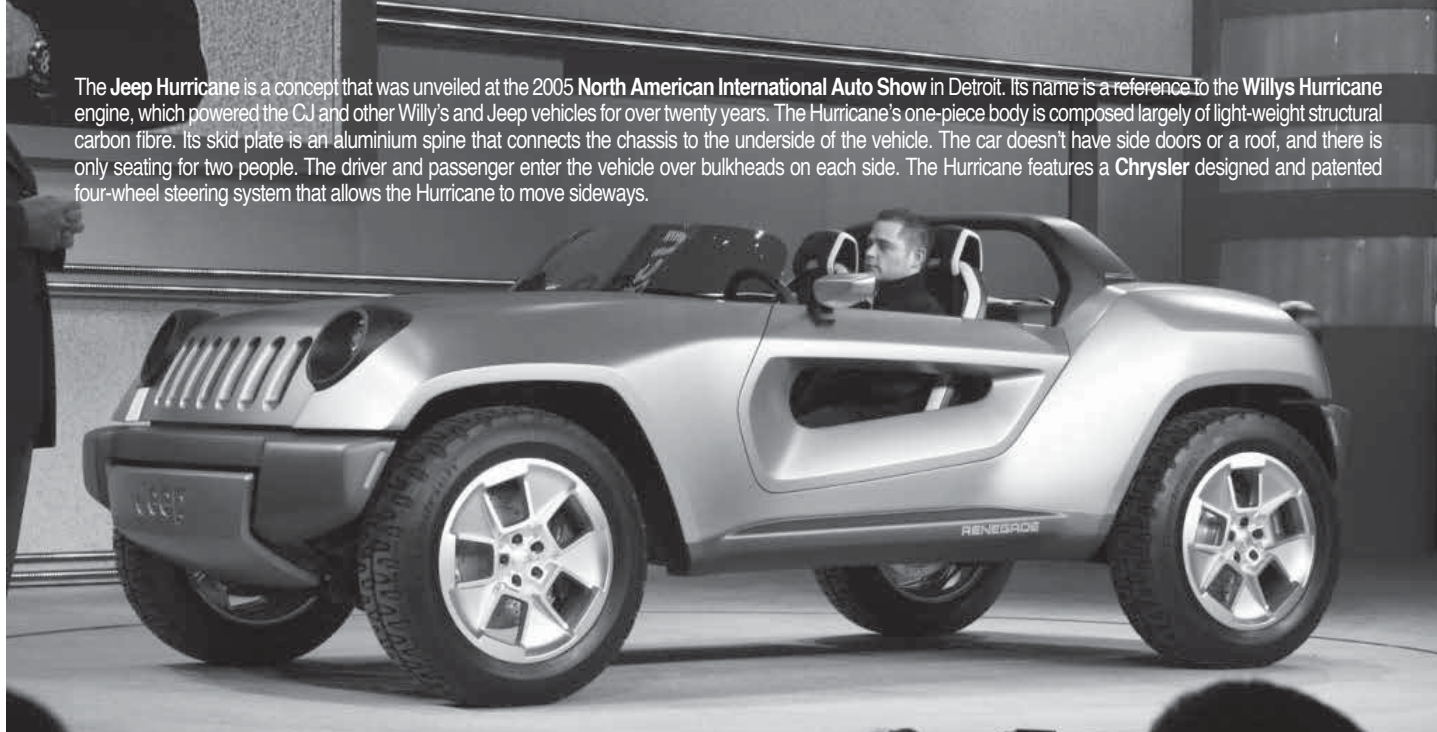 The Jeep Hurricane is a concept that was unveiled at the 2005 North American International Auto Show in Detroit. Its name is a reference to the Willys Hurricane
engine, which powered the CJ and other Willy's and Jeep vehicles for over twenty years. The Hurricane's one-piece body is composed largely of light-weight structural
carbon fibre. Its skid plate is an aluminium spine that connects the chassis to the underside of the vehicle. The car doesn't have side doors or a roof, and there is
only seating for two people. The driver and passenger enter the vehicle over bulkheads on each side. The Hurricane features a Chrysler designed and patented
four-wheel steering system that allows the Hurricane to move sideways.
Jeep
RENEGADE